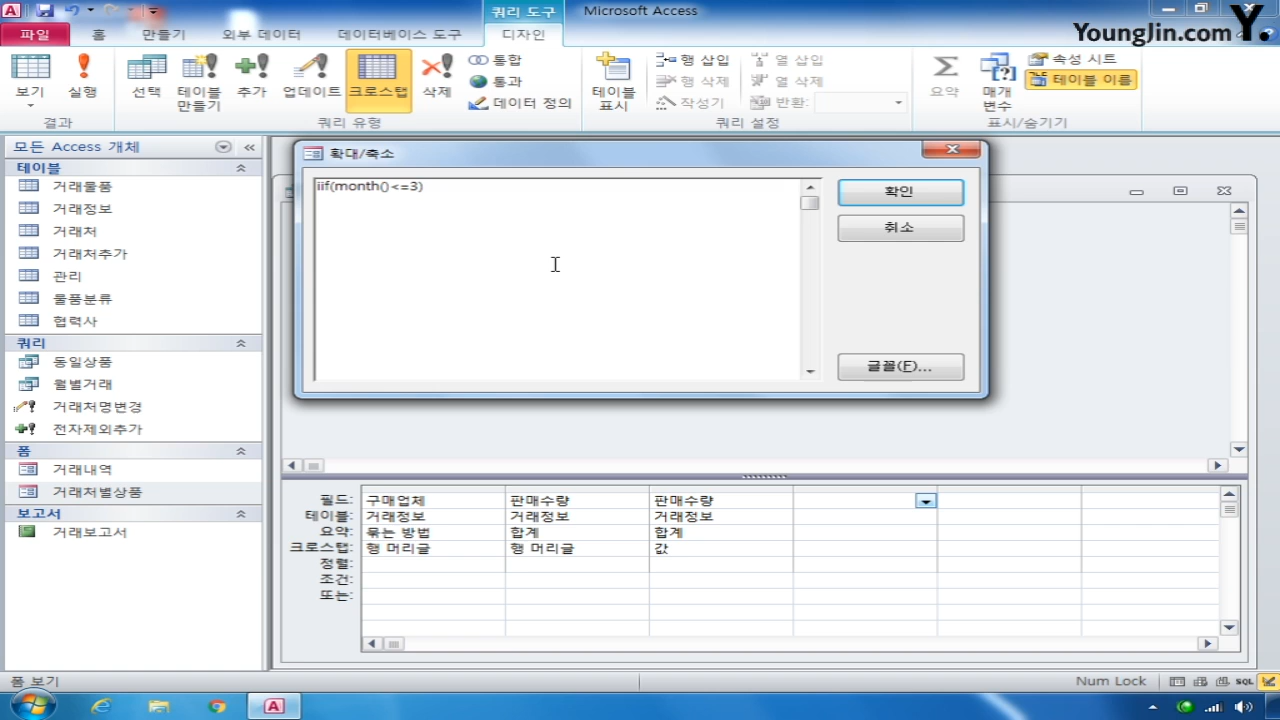 쿼리 도구
Microsoft Access
Y.
YoungJin.com
파일
홈
만들기
외부 데이터
데이터베이스 도구
디자인
보기
실행
선택
테이블 만들기
추가
업데이트
크로스탭
삭제
통합
통과
데이터 정의
테이블 표시
행 삽입
행 삭제
작성기
열 삽입
열 삭제
반환:
요약
매개 변수
속성 시트
테이블 이름
결과
쿼리 유형
쿼리 설정
표시/숨기기
모든 Access 개체
테이블
거래물품
거래정보
거래처
거래처추가
관리
물품분류
협력사
쿼리
동일상품
월별거래
거래처명변경
전자제외추가
폼
거래내역
거래처별상품
보고서
거래보고서
확대/축소
iif(month()<=3)
확인
취소
글꼴(F)...
필드: 구매업체 판매수량 판매수량
테이블: 거래정보 거래정보 거래정보
요약: 묶는 방법 합계 합계
크로스탭: 행 머리글 행 머리글 값
정렬:
조건:
또는:
폼 보기
Num Lock
SQL